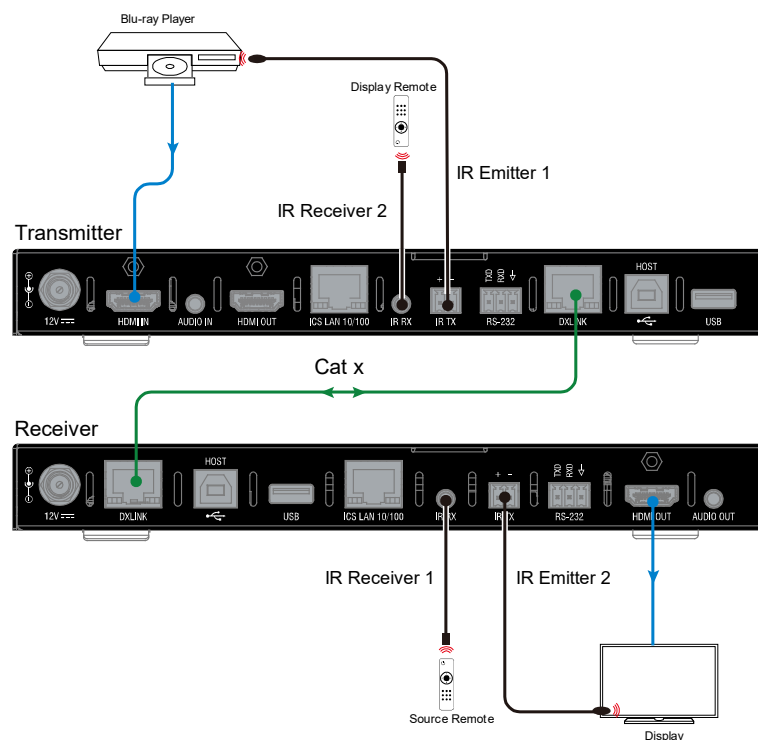 Blu-ray Player
Display Remote
IR Emitter 1
IR Receiver 2
Transmitter
+ -
TXD
RXD
HOST
12V
HDMI IN
AUDIO IN
HDMI OUT
ICS LAN 10/100
IR RX
IR TX
RS-232
DXLINK
USB
Cat x
Receiver
HOST
+ -
TXD
RXD
12V
DXLINK
USB
ICS LAN 10/100
IR RX
IR TX
RS-232
HDMI OUT
AUDIO OUT
IR Receiver 1
IR Emitter 2
Source Remote
Display